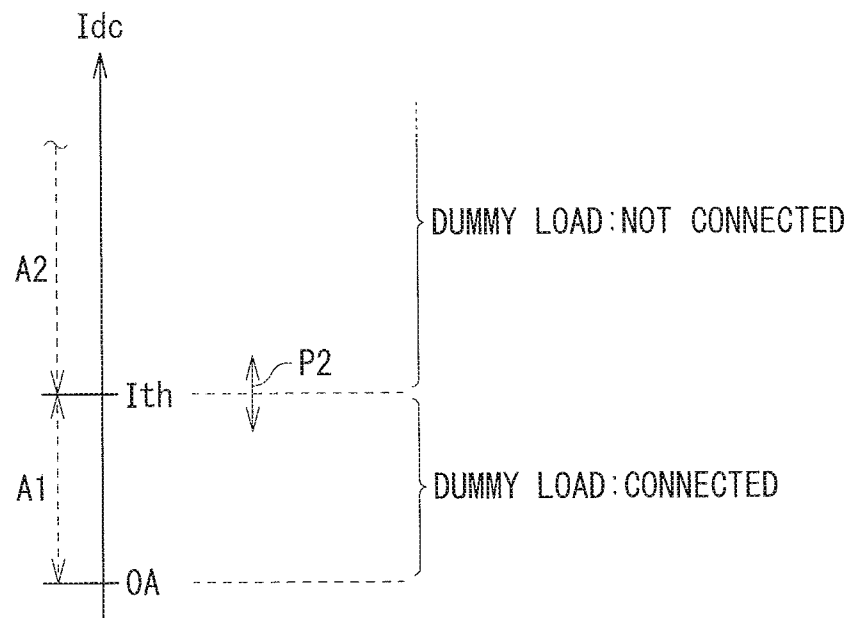 Idc
DUMMY LOAD:NOT CONNECTED
A2
P2
Ith
A1
DUMMY LOAD:CONNECTED
0A